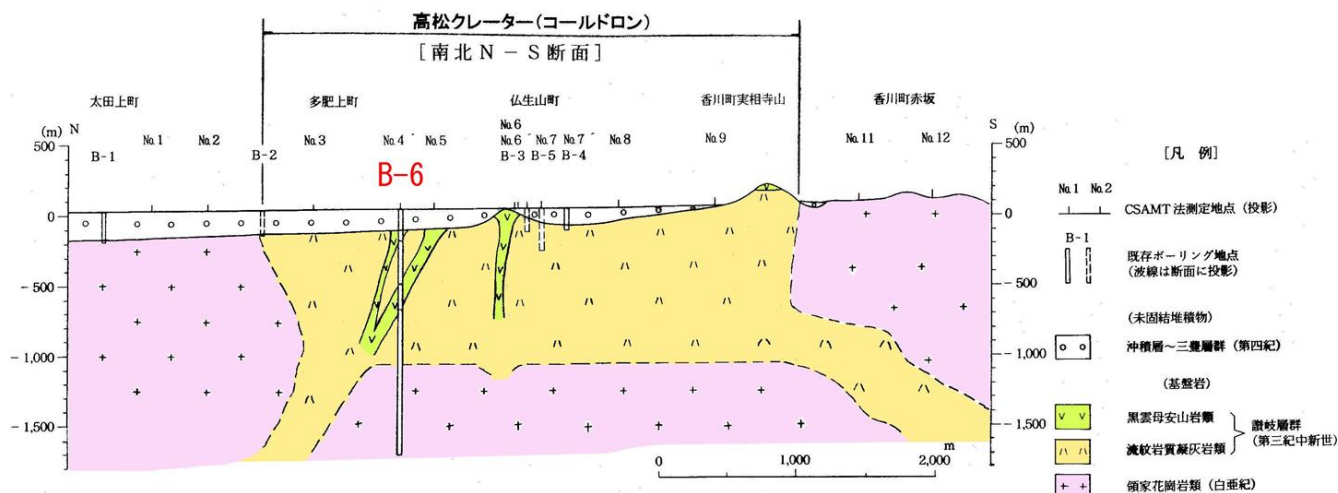 高松クレーター(コールドロン)
[南北N-S断面]
太田上町 多肥上町 仏生山町 香川町実相寺山 香川町赤坂
No.6
(m) N No.1 No.2 No.3 No.4´ No.5 No.6´ No.7 No.7´ No.8 No.9 No.11 No.12 S (m)
500 B-1 B-2 B-3 B-5 B-4 500
B-6
0 0
-500 -500
-1,000 -1,000
-1,500 -1,500
m
0 1,000 2,000
[凡 例]
No.1 No.2
CSAMT法測定地点(投影)
B-1
既存ボーリング地点
(波線は断面に投影)
(未固結堆積物)
沖積層~三豊層群(第四紀)
(基盤岩)
黒雲母安山岩類
讃岐層群
(第三紀中新世)
流紋岩質凝灰岩類
領家花崗岩類(白亜紀)